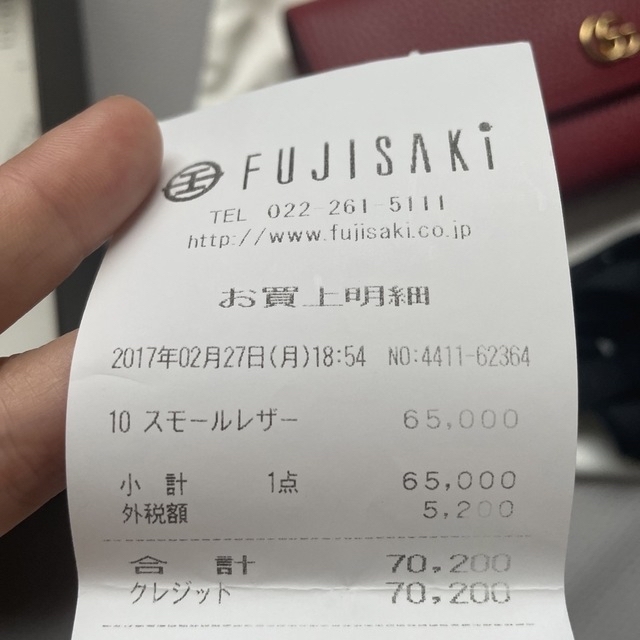 FUJISAKI
TEL 022-261-5111
http://www.fujisaki.co.jp
お買上明細
2017年02月27日(月)18:54 NO:4411-62364
10 スモールレザー 65,000
小 計 1点 65,000
外税額 5,200
合 計 70,200
クレジット 70,200